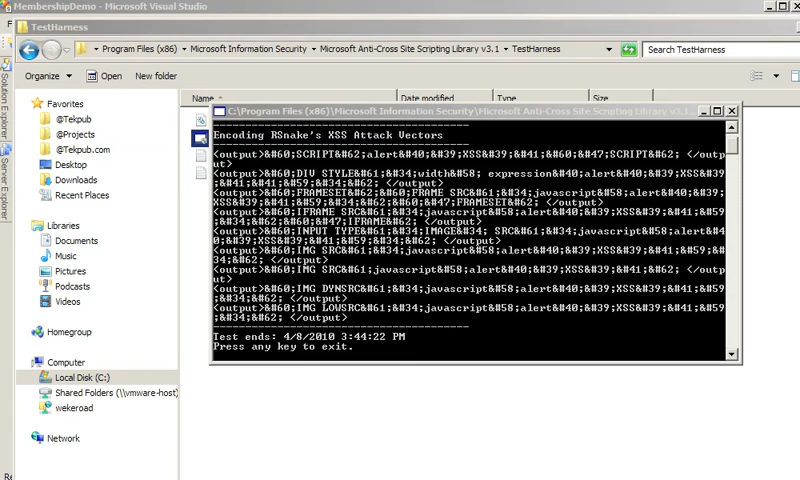 MembershipDemo - Microsoft Visual Studio
F
TestHarness
Program Files (x86) Microsoft Information Security Microsoft Anti-Cross Site Scripting Library v3.1 TestHarness
Search TestHarness
Organize Open New folder
Solution Explorer
Server Explorer
Favorites
@Tekpub
@Projects
@Tekpub.com
Desktop
Downloads
Recent Places
Libraries
Documents
Music
Pictures
Podcasts
Videos
Homegroup
Computer
Local Disk (C:)
Shared Folders (\\vmware-host)
wekeroad
Network
Name Date modified Type Size
C:\Program Files (x86)\Microsoft Information Security\Microsoft Anti-Cross Site Scripting Library v3.1
------------------------------------------------
Encoding RSnake's XSS Attack Vectors
------------------------------------------------
<output>&#60;SCRIPT&#62;alert&#40;&#39;XSS&#39;&#41;&#60;&#47;SCRIPT&#62; </outp
ut>
<output>&#60;DIV STYLE&#61;&#34;width&#58; expression&#40;alert&#40;&#39;XSS&#39;
&#41;&#41;&#59;&#34;&#62; </output>
<output>&#60;FRAMESET&#62;&#60;FRAME SRC&#61;&#34;javascript&#58;alert&#40;&#39;
XSS&#39;&#41;&#59;&#34;&#62;&#60;&#47;FRAMESET&#62; </output>
<output>&#60;IFRAME SRC&#61;&#34;javascript&#58;alert&#40;&#39;XSS&#39;&#41;&#59
;&#34;&#62;&#60;&#47;IFRAME&#62; </output>
<output>&#60;INPUT TYPE&#61;&#34;IMAGE&#34; SRC&#61;&#34;javascript&#58;alert&#4
0;&#39;XSS&#39;&#41;&#59;&#34;&#62; </output>
<output>&#60;IMG SRC&#61;&#34;javascript&#58;alert&#40;&#39;XSS&#39;&#41;&#59;&#
34;&#62; </output>
<output>&#60;IMG SRC&#61;javascript&#58;alert&#40;&#39;XSS&#39;&#41;&#62; </outp
ut>
<output>&#60;IMG DYNSRC&#61;&#34;javascript&#58;alert&#40;&#39;XSS&#39;&#41;&#59
;&#34;&#62; </output>
<output>&#60;IMG LOWSRC&#61;&#34;javascript&#58;alert&#40;&#39;XSS&#39;&#41;&#59
;&#34;&#62; </output>
------------------------------------------------
Test ends: 4/8/2010 3:44:22 PM
Press any key to exit.
Re